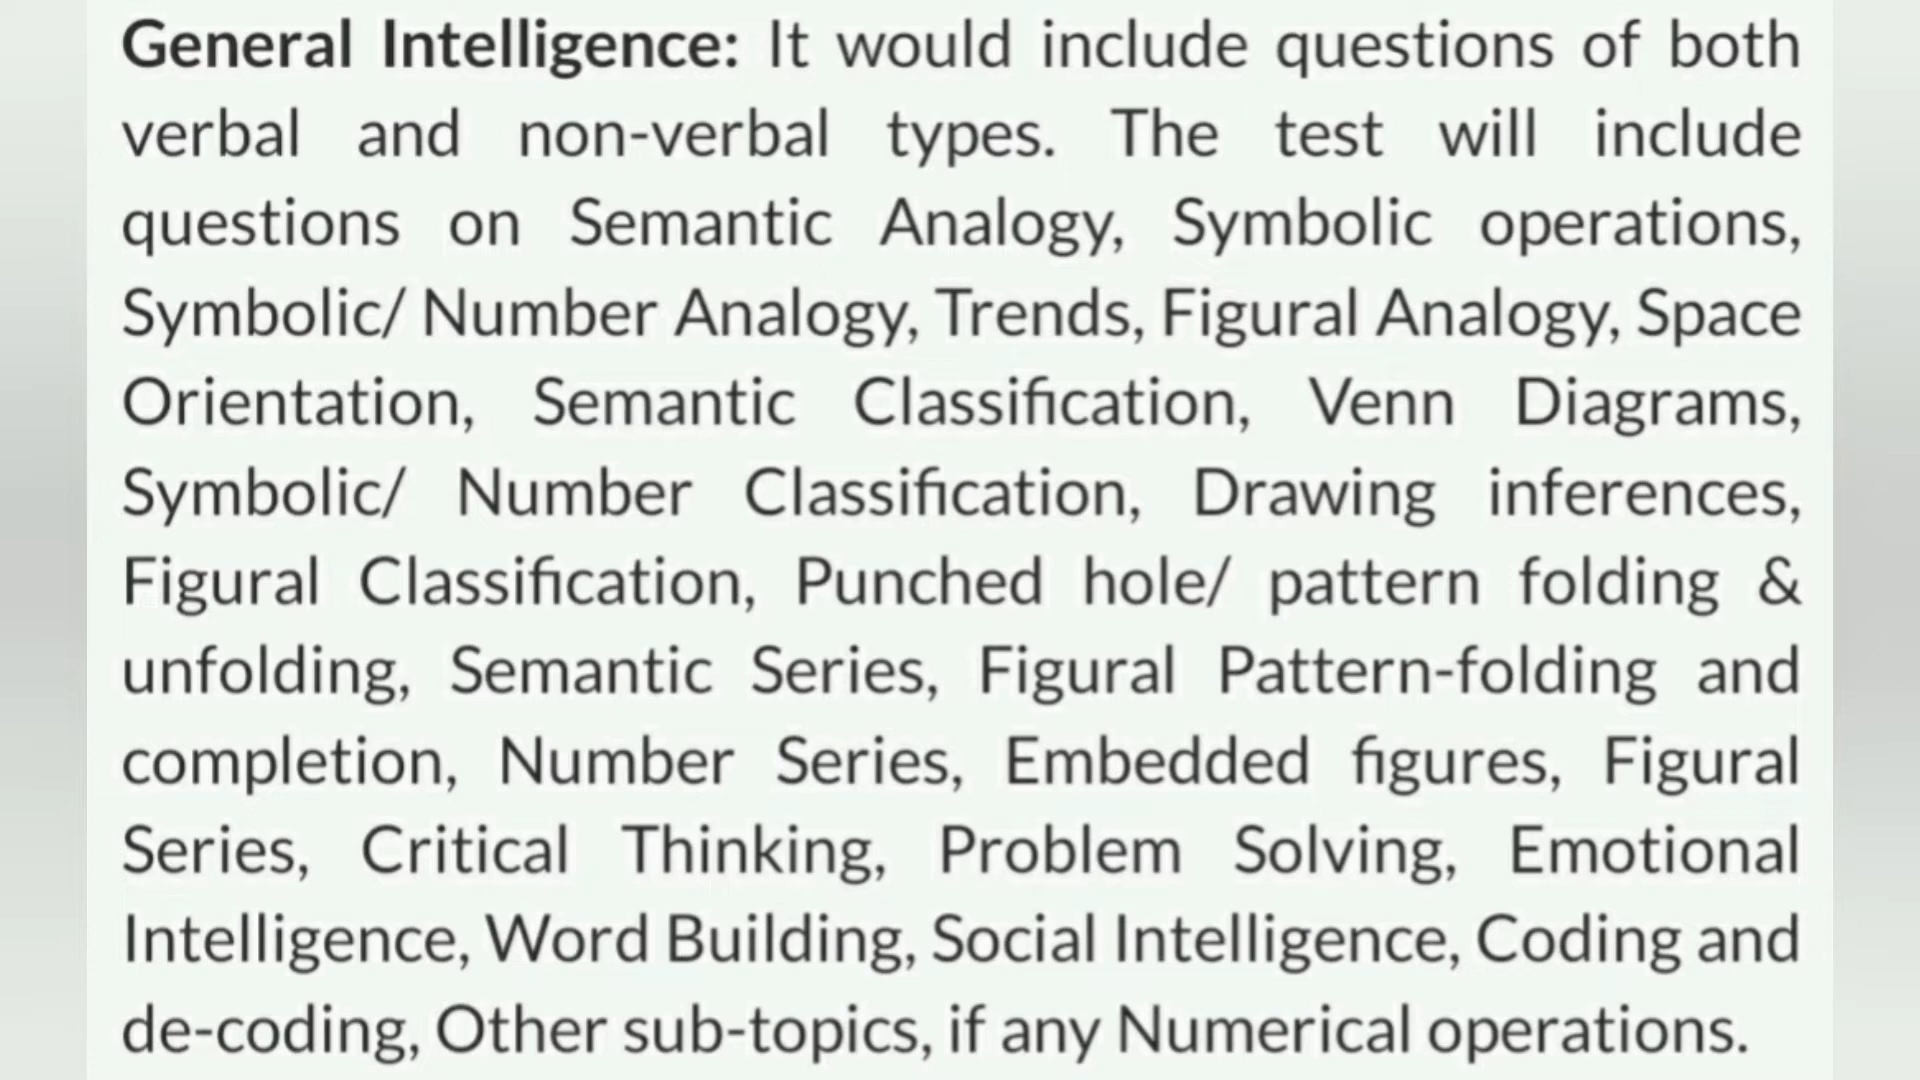 General Intelligence: It would include questions of both
verbal and non-verbal types. The test will include
questions on Semantic Analogy, Symbolic operations,
Symbolic/ Number Analogy, Trends, Figural Analogy, Space
Orientation, Semantic Classification, Venn Diagrams,
Symbolic/ Number Classification, Drawing inferences,
Figural Classification, Punched hole/ pattern folding &
unfolding, Semantic Series, Figural Pattern-folding and
completion, Number Series, Embedded figures, Figural
Series, Critical Thinking, Problem Solving, Emotional
Intelligence, Word Building, Social Intelligence, Coding and
de-coding, Other sub-topics, if any Numerical operations.